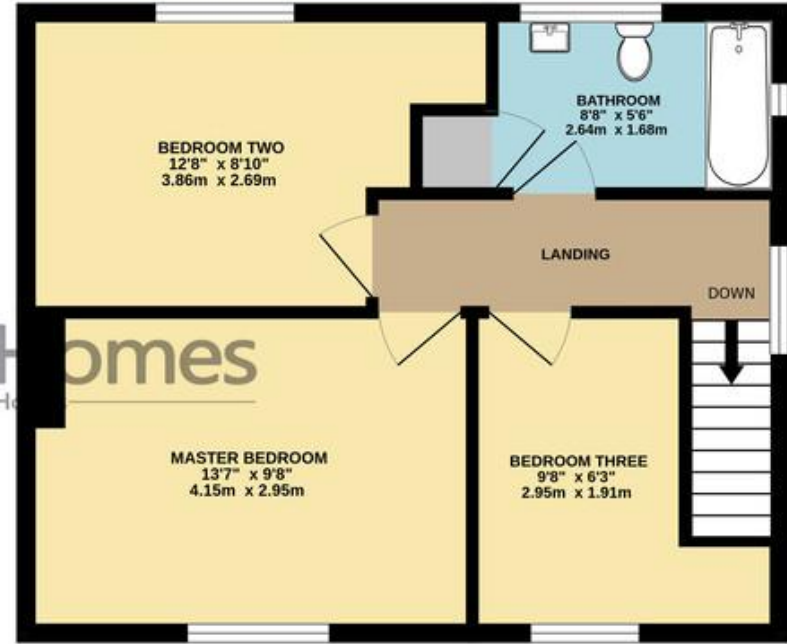 BEDROOM TWO
12'8" x 8'10"
3.86m x 2.69m
BATHROOM
8'8" x 5'6"
2.64m x 1.68m
LANDING
DOWN
Homes
MASTER BEDROOM
13'7" x 9'8"
4.15m x 2.95m
BEDROOM THREE
9'8" x 6'3"
2.95m x 1.91m